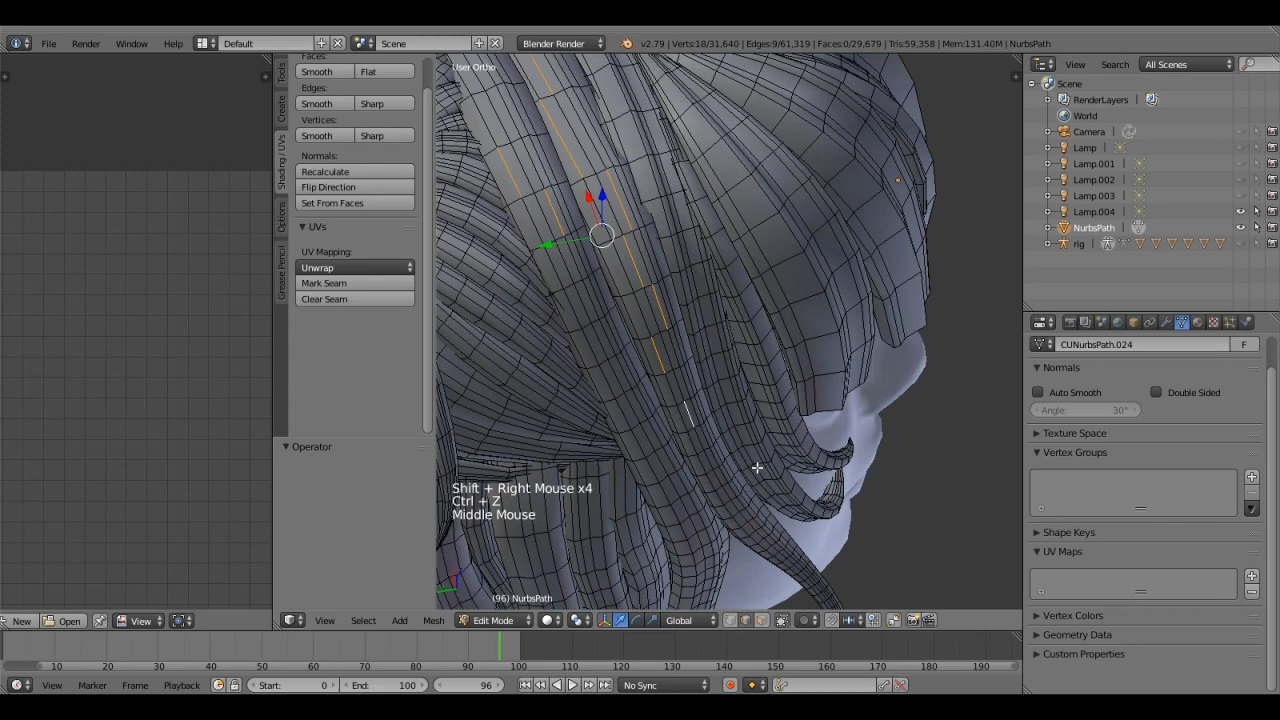 File Render Window Help Default Scene Blender Render v2.79 | Verts:18/31,640 | Edges:9/61,319 | Faces:0/29,679 | Tris:59,358 | Mem:131.40M | NurbsPath
Faces:
Smooth Flat
Edges:
Smooth Sharp
Vertices:
Smooth Sharp
Normals:
Recalculate
Flip Direction
Set From Faces
UVs
UV Mapping:
Unwrap
Mark Seam
Clear Seam
Operator
Tools
Create
Shading / UVs
Options
Grease Pencil
User Ortho
Shift + Right Mouse x4
Ctrl + Z
Middle Mouse
(96) NurbsPath
View Search All Scenes
Scene
RenderLayers
World
Camera
Lamp
Lamp.001
Lamp.002
Lamp.003
Lamp.004
NurbsPath
rig
CUNurbsPath.024 F
Normals
Auto Smooth Double Sided
Angle: 30°
Texture Space
Vertex Groups
Shape Keys
UV Maps
Vertex Colors
Geometry Data
Custom Properties
New Open View
View Select Add Mesh Edit Mode Global
10 20 30 40 50 60 70 80 90 100 110 120 130 140 150 160 170 180 190
View Marker Frame Playback Start: 0 End: 100 96 No Sync